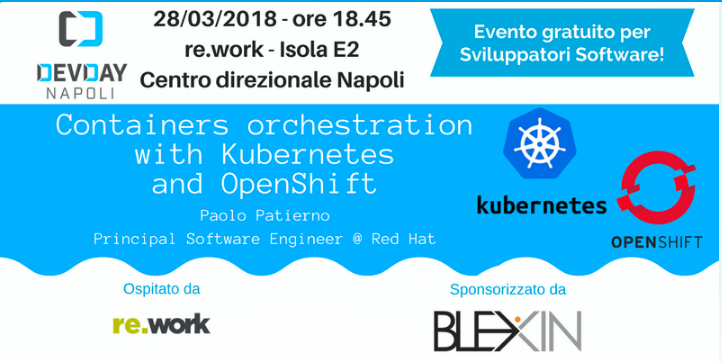 DEVDAY
NAPOLI
28/03/2018 - ore 18.45
re.work - Isola E2
Centro direzionale Napoli
Evento gratuito per
Sviluppatori Software!
Containers orchestration
with Kubernetes
and OpenShift
Paolo Patierno
Principal Software Engineer @ Red Hat
kubernetes
OPENSHIFT
Ospitato da
re.work
Sponsorizzato da
BLEXIN